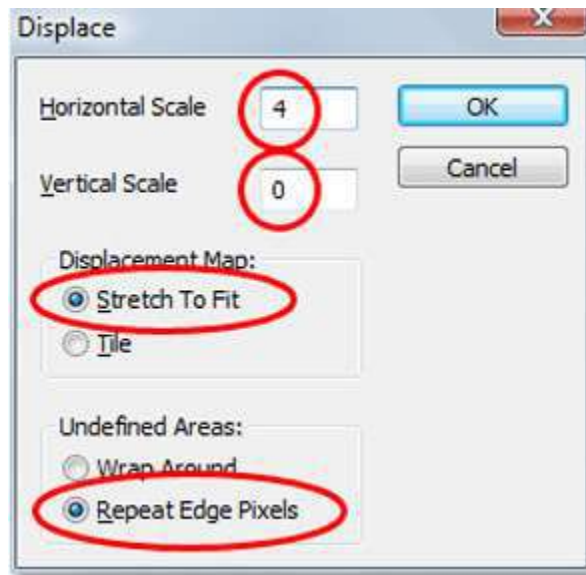 Displace
Horizontal Scale 4 OK
Vertical Scale 0 Cancel
Displacement Map:
Stretch To Fit
Tile
Undefined Areas:
Wrap Around
Repeat Edge Pixels